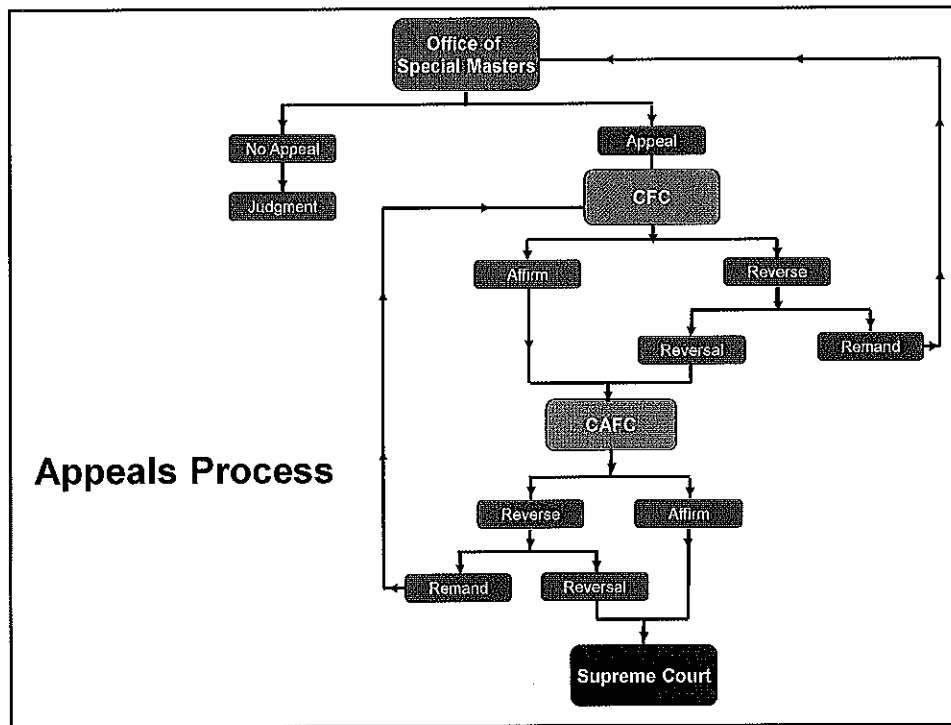 Office of
Special Masters
No Appeal
Appeal
Judgment
CFC
Affirm
Reverse
Reversal
Remand
CAFC
Appeals Process
Reverse
Affirm
Remand
Reversal
Supreme Court